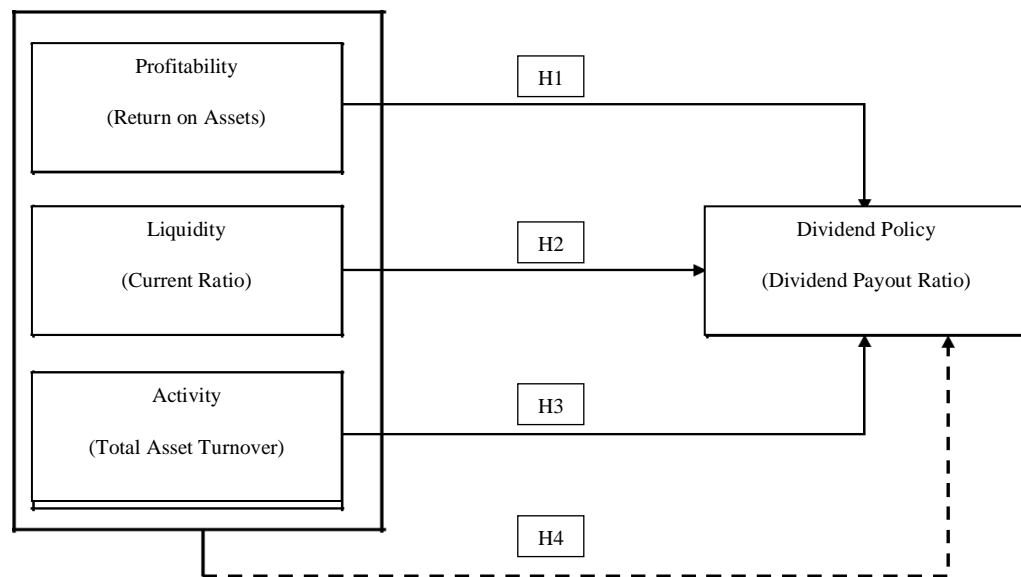 Profitability
(Return on Assets)
H1
Liquidity
(Current Ratio)
H2
Dividend Policy
(Dividend Payout Ratio)
Activity
(Total Asset Turnover)
H3
H4